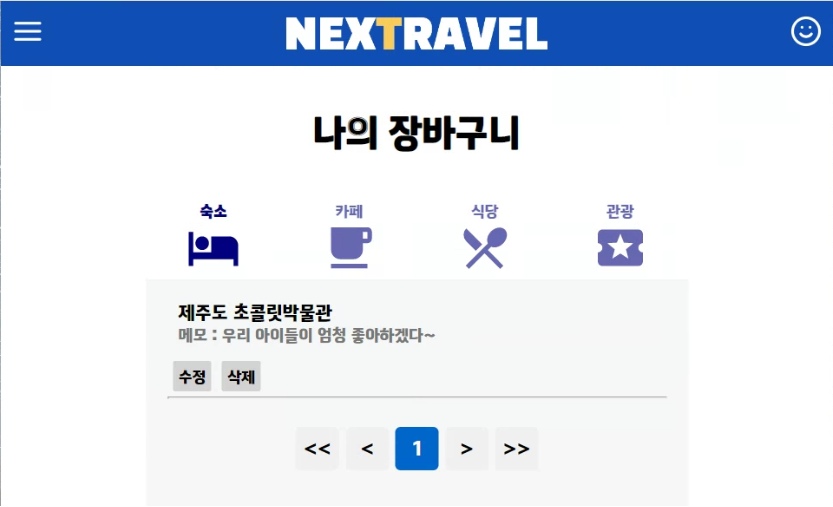 NEXTRAVEL
나의 장바구니
숙소 카페 식당 관광
제주도 초콜릿박물관
메모 : 우리 아이들이 엄청 좋아하겠다~
수정 삭제
<< < 1 > >>